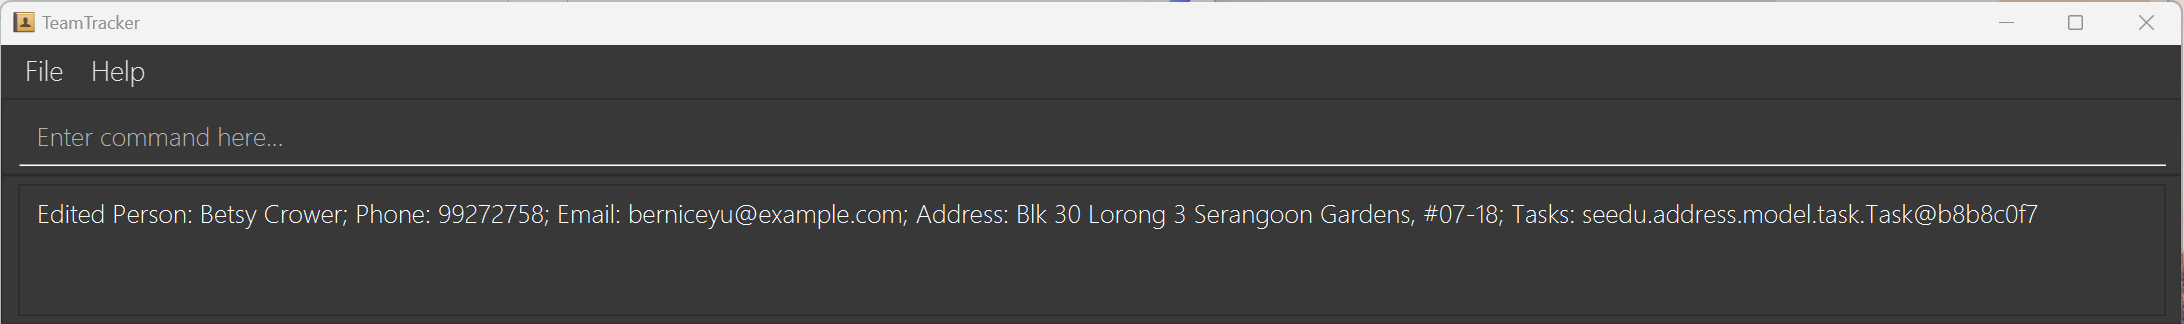 TeamTracker
File Help
Enter command here...
Edited Person: Betsy Crower; Phone: 99272758; Email: berniceyu@example.com; Address: Blk 30 Lorong 3 Serangoon Gardens, #07-18; Tasks: seedu.address.model.task.Task@b8b8c0f7